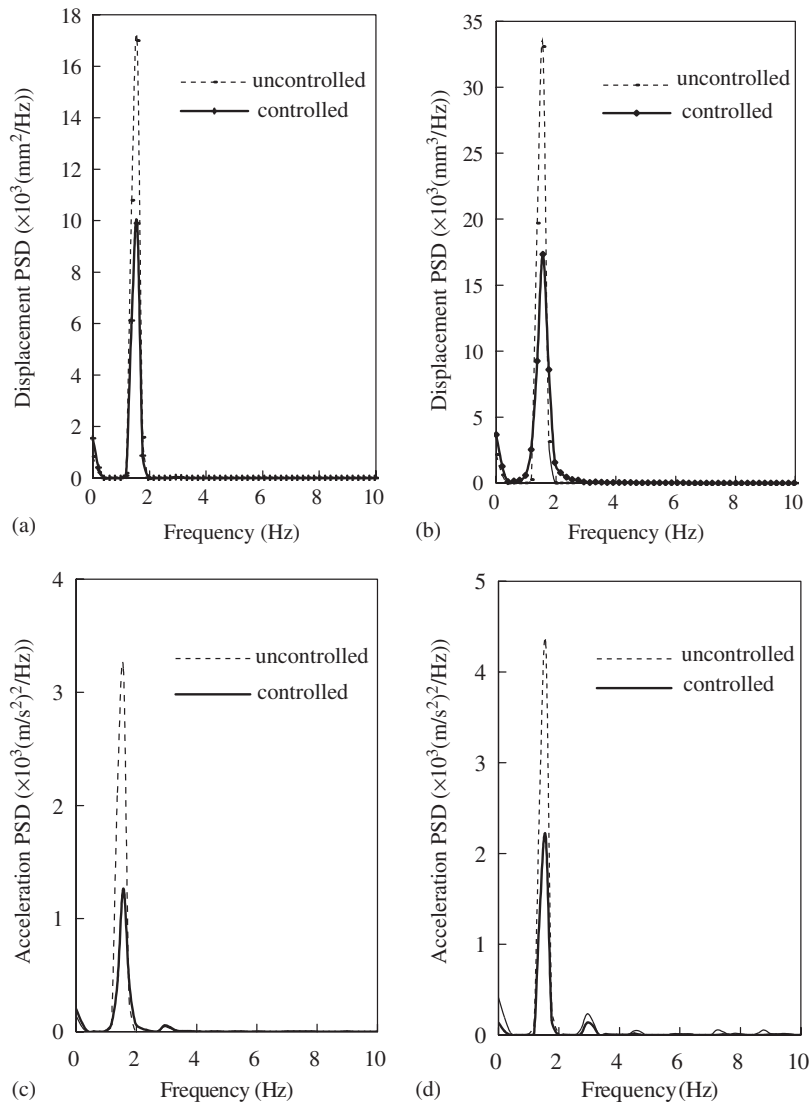 18
16
14
12
10
8
6
4
2
0
0 2 4 6 8 10
Displacement PSD (×10³(mm²/Hz))
uncontrolled
controlled
Frequency (Hz)
(a)
35
30
25
20
15
10
5
0
0 2 4 6 8 10
Displacement PSD (×10³(mm³/Hz))
uncontrolled
controlled
Frequency (Hz)
(b)
4
3
2
1
0
0 2 4 6 8 10
Acceleration PSD (×10³(m/s²)²/Hz))
uncontrolled
controlled
Frequency (Hz)
(c)
5
4
3
2
1
0
0 2 4 6 8 10
Acceleration PSD (×10³(m/s²)²/Hz))
uncontrolled
controlled
Frequency (Hz)
(d)